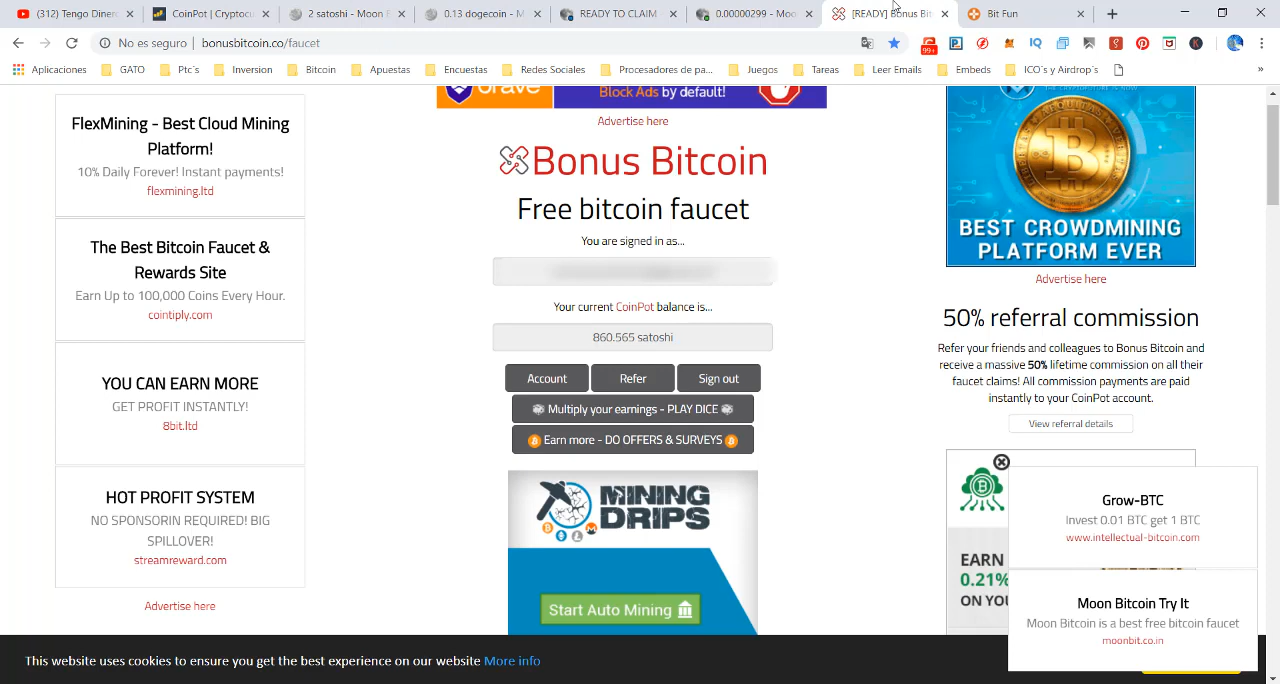 (312) Tengo Dinero
CoinPot | Cryptocu
2 satoshi - Moon B
0.13 dogecoin - M
READY TO CLAIM
0.00000299 - Moo
[READY] Bonus Bit
Bit Fun
No es seguro | bonusbitcoin.co/faucet
99+
Aplicaciones
GATO
Ptc´s
Inversion
Bitcoin
Apuestas
Encuestas
Redes Sociales
Procesadores de pa...
Juegos
Tareas
Leer Emails
Embeds
ICO´s y Airdrop´s
»
FlexMining - Best Cloud Mining
Platform!
10% Daily Forever! Instant payments!
flexmining.ltd
The Best Bitcoin Faucet &
Rewards Site
Earn Up to 100,000 Coins Every Hour.
cointiply.com
YOU CAN EARN MORE
GET PROFIT INSTANTLY!
8bit.ltd
HOT PROFIT SYSTEM
NO SPONSORIN REQUIRED! BIG
SPILLOVER!
streamreward.com
Advertise here
brave
Block Ads by default!
Advertise here
Bonus Bitcoin
Free bitcoin faucet
You are signed in as...
Your current CoinPot balance is...
860.565 satoshi
Account
Refer
Sign out
Multiply your earnings - PLAY DICE
Earn more - DO OFFERS & SURVEYS
MINING
DRIPS
Start Auto Mining
BEST CROWDMINING
PLATFORM EVER
Advertise here
50% referral commission
Refer your friends and colleagues to Bonus Bitcoin and
receive a massive 50% lifetime commission on all their
faucet claims! All commission payments are paid
instantly to your CoinPot account.
View referral details
EARN
0.21%
ON YOU
Grow-BTC
Invest 0.01 BTC get 1 BTC
www.intellectual-bitcoin.com
Moon Bitcoin Try It
Moon Bitcoin is a best free bitcoin faucet
moonbit.co.in
This website uses cookies to ensure you get the best experience on our website More info